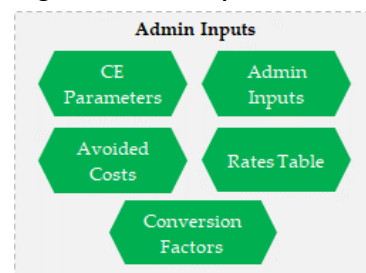 Admin Inputs
CE
Parameters
Admin
Inputs
Avoided
Costs
Rates Table
Conversion
Factors